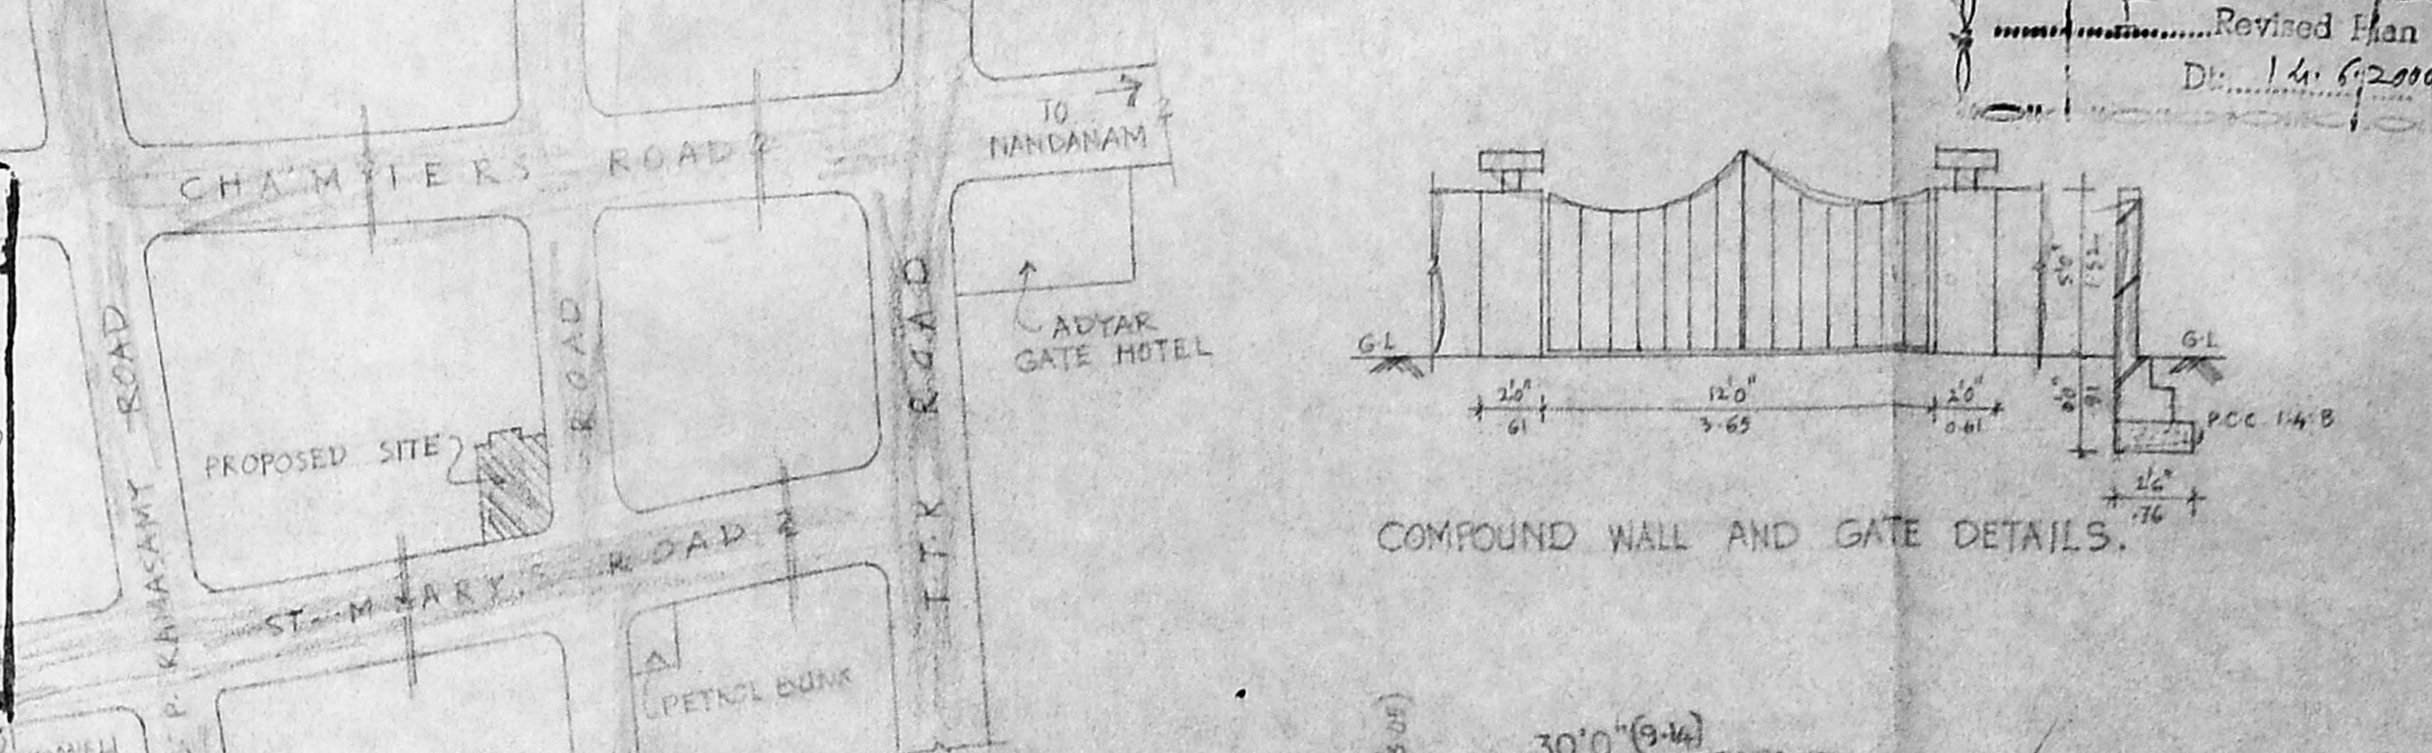 Revised Plan
Dt: 14.6.2000
TO
NANDANAM
CHAMIERS ROAD
ROAD
P. RAMASAMY
ROAD
T.T.K ROAD
ADYAR
GATE HOTEL
PROPOSED SITE
ST. MARY'S ROAD
PETROL BUNK
G.L
G.L
5'0"
1.52
2'0"
12'0"
2'0"
.61
3.65
0.61
.91
P.C.C 1:4:8
2'6"
.76
COMPOUND WALL AND GATE DETAILS.
30'0" (9.14)